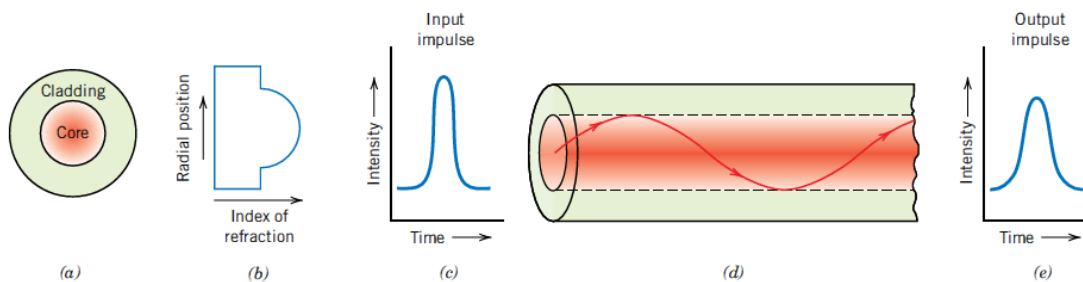 Cladding
Core
(a)
Radial position
Index of
refraction
(b)
Input
impulse
Intensity
Time
(c)
(d)
Output
impulse
Intensity
Time
(e)